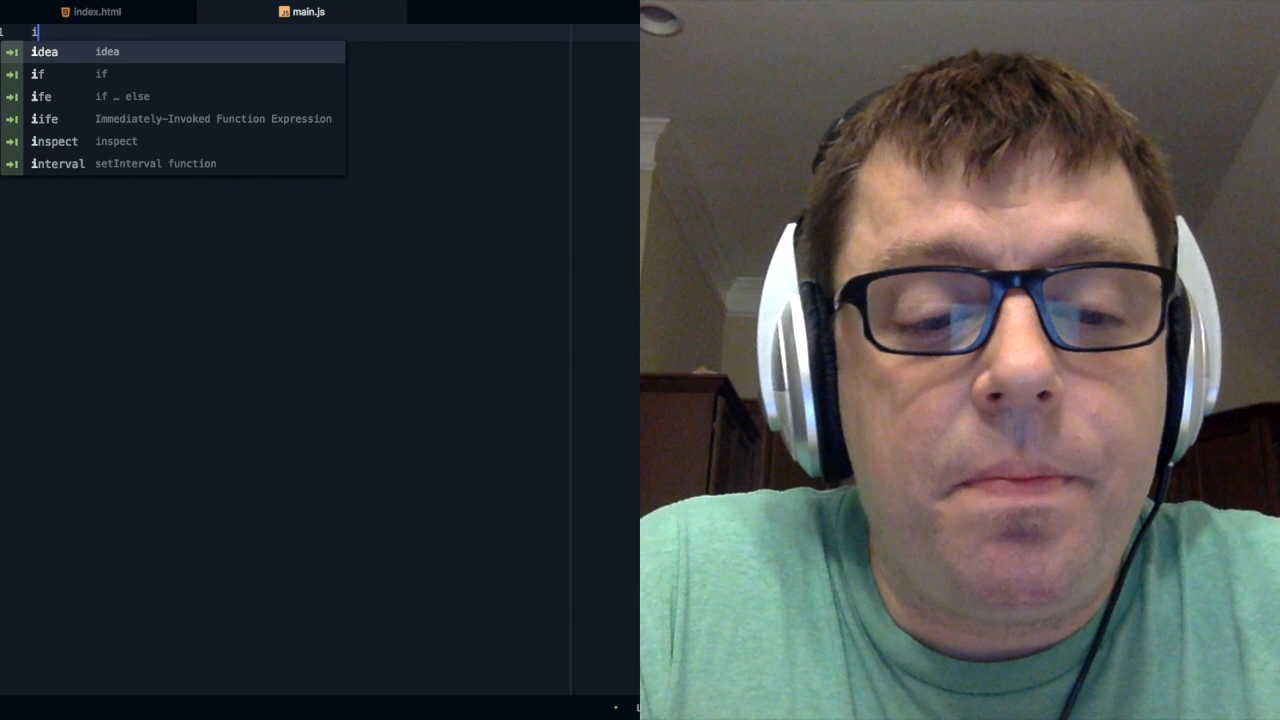 index.html
JS main.js
1 i
idea idea
if if
ife if … else
iife Immediately-Invoked Function Expression
inspect inspect
interval setInterval function
L